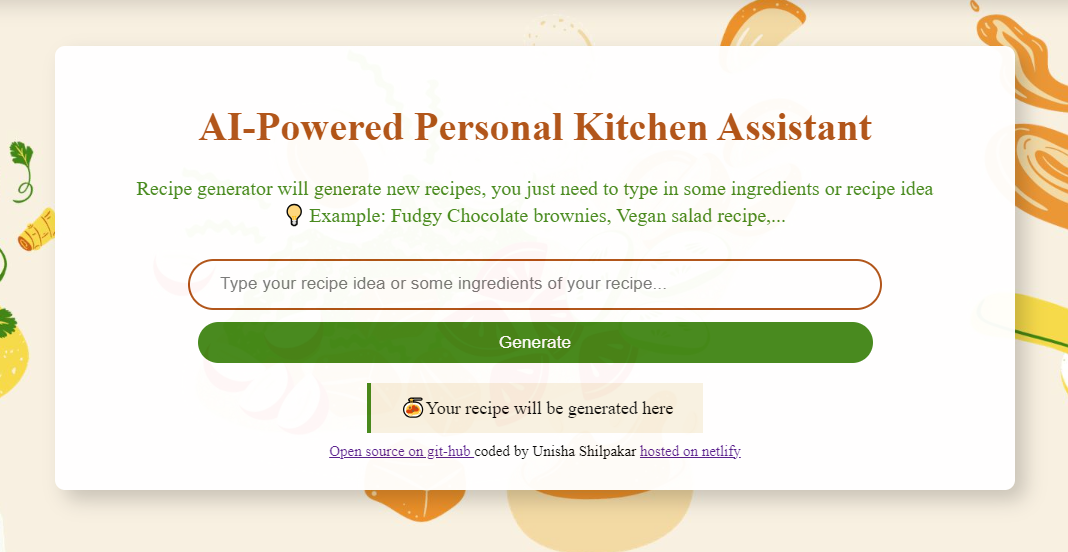 AI-Powered Personal Kitchen Assistant
Recipe generator will generate new recipes, you just need to type in some ingredients or recipe idea
💡 Example: Fudgy Chocolate brownies, Vegan salad recipe,...
Type your recipe idea or some ingredients of your recipe...
Generate
🍲Your recipe will be generated here
Open source on git-hub coded by Unisha Shilpakar hosted on netlify